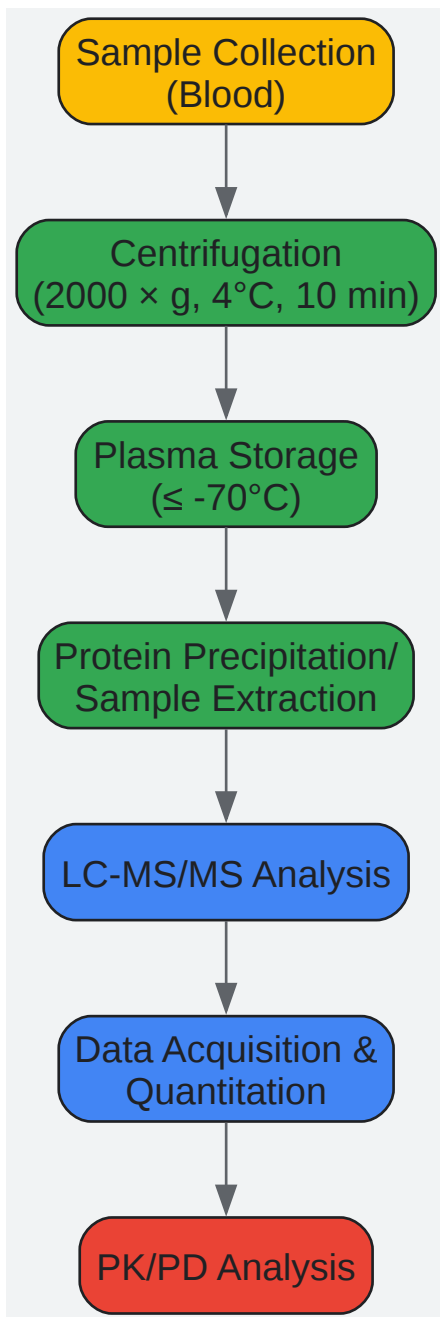 Sample Collection
(Blood)
Centrifugation
(2000 × g, 4°C, 10 min)
Plasma Storage
(≤ -70°C)
Protein Precipitation/
Sample Extraction
LC-MS/MS Analysis
Data Acquisition &
Quantitation
PK/PD Analysis